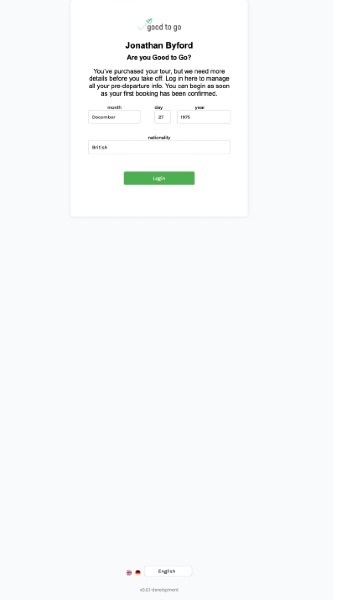 good to go
Jonathan Byford
Are you Good to Go?
You've purchased your tour, but we need more
details before you take off. Log in here to manage
all your pre-departure info. You can begin as soon
as your first booking has been confirmed.
month day year
December 27 1975
nationality
British
Login
English
v3.0.1-development